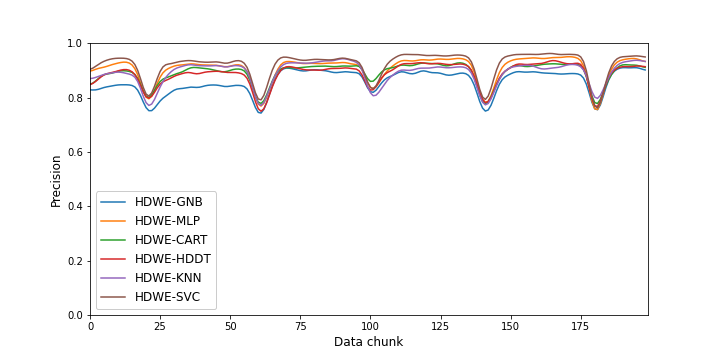 1.0
0.8
0.6
0.4
0.2
0.0
Precision
HDWE-GNB
HDWE-MLP
HDWE-CART
HDWE-HDDT
HDWE-KNN
HDWE-SVC
0 25 50 75 100 125 150 175
Data chunk